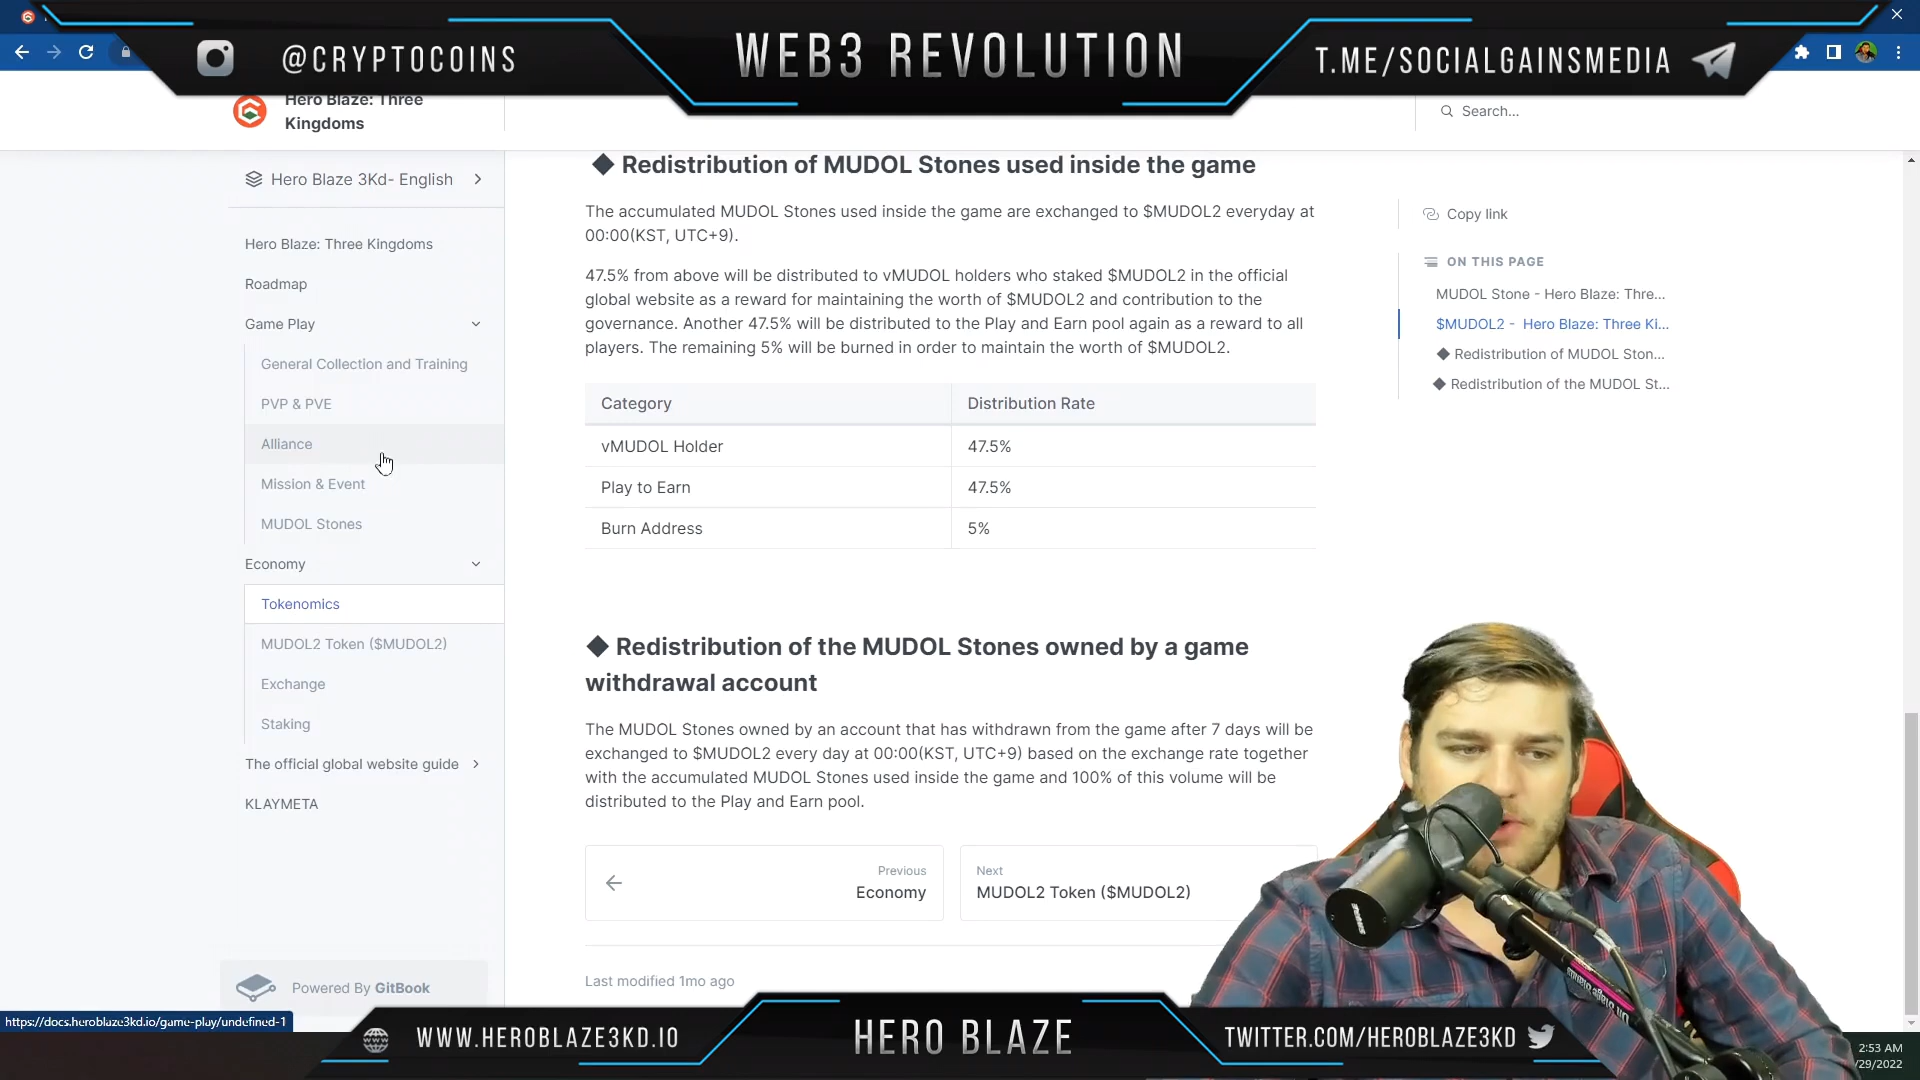 @CRYPTOCOINS
WEB3 REVOLUTION
T.ME/SOCIALGAINSMEDIA
Hero Blaze: Three
Kingdoms
Search...
Hero Blaze 3Kd- English
Hero Blaze: Three Kingdoms
Roadmap
Game Play
General Collection and Training
PVP & PVE
Alliance
Mission & Event
MUDOL Stones
Economy
Tokenomics
MUDOL2 Token ($MUDOL2)
Exchange
Staking
The official global website guide
KLAYMETA
Powered By GitBook
https://docs.heroblaze3kd.io/game-play/undefined-1
◆ Redistribution of MUDOL Stones used inside the game
The accumulated MUDOL Stones used inside the game are exchanged to $MUDOL2 everyday at
00:00(KST, UTC+9).
47.5% from above will be distributed to vMUDOL holders who staked $MUDOL2 in the official
global website as a reward for maintaining the worth of $MUDOL2 and contribution to the
governance. Another 47.5% will be distributed to the Play and Earn pool again as a reward to all
players. The remaining 5% will be burned in order to maintain the worth of $MUDOL2.
Category Distribution Rate
vMUDOL Holder 47.5%
Play to Earn 47.5%
Burn Address 5%
◆ Redistribution of the MUDOL Stones owned by a game
withdrawal account
The MUDOL Stones owned by an account that has withdrawn from the game after 7 days will be
exchanged to $MUDOL2 every day at 00:00(KST, UTC+9) based on the exchange rate together
with the accumulated MUDOL Stones used inside the game and 100% of this volume will be
distributed to the Play and Earn pool.
Previous
Economy
Next
MUDOL2 Token ($MUDOL2)
Last modified 1mo ago
Copy link
ON THIS PAGE
MUDOL Stone - Hero Blaze: Thre...
$MUDOL2 - Hero Blaze: Three Ki...
◆ Redistribution of MUDOL Ston...
◆ Redistribution of the MUDOL St...
WWW.HEROBLAZE3KD.IO
HERO BLAZE
TWITTER.COM/HEROBLAZE3KD
2:53 AM
/29/2022